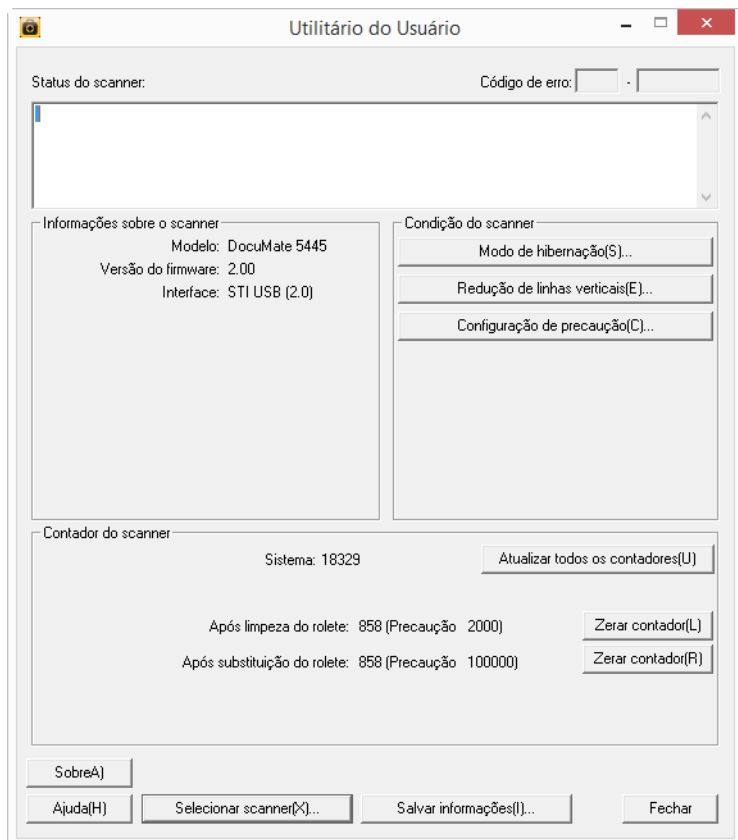 Utilitário do Usuário
Status do scanner:
Código de erro: -
Informações sobre o scanner
Modelo: DocuMate 5445
Versão do firmware: 2.00
Interface: STI USB (2.0)
Condição do scanner
Modo de hibernação(S)...
Redução de linhas verticais(E)...
Configuração de precaução(C)...
Contador do scanner
Sistema: 18329
Atualizar todos os contadores(U)
Após limpeza do rolete: 858 (Precaução 2000)
Zerar contador(L)
Após substituição do rolete: 858 (Precaução 100000)
Zerar contador(R)
SobreA)
Ajuda(H)
Selecionar scanner(X)...
Salvar informações(I)...
Fechar